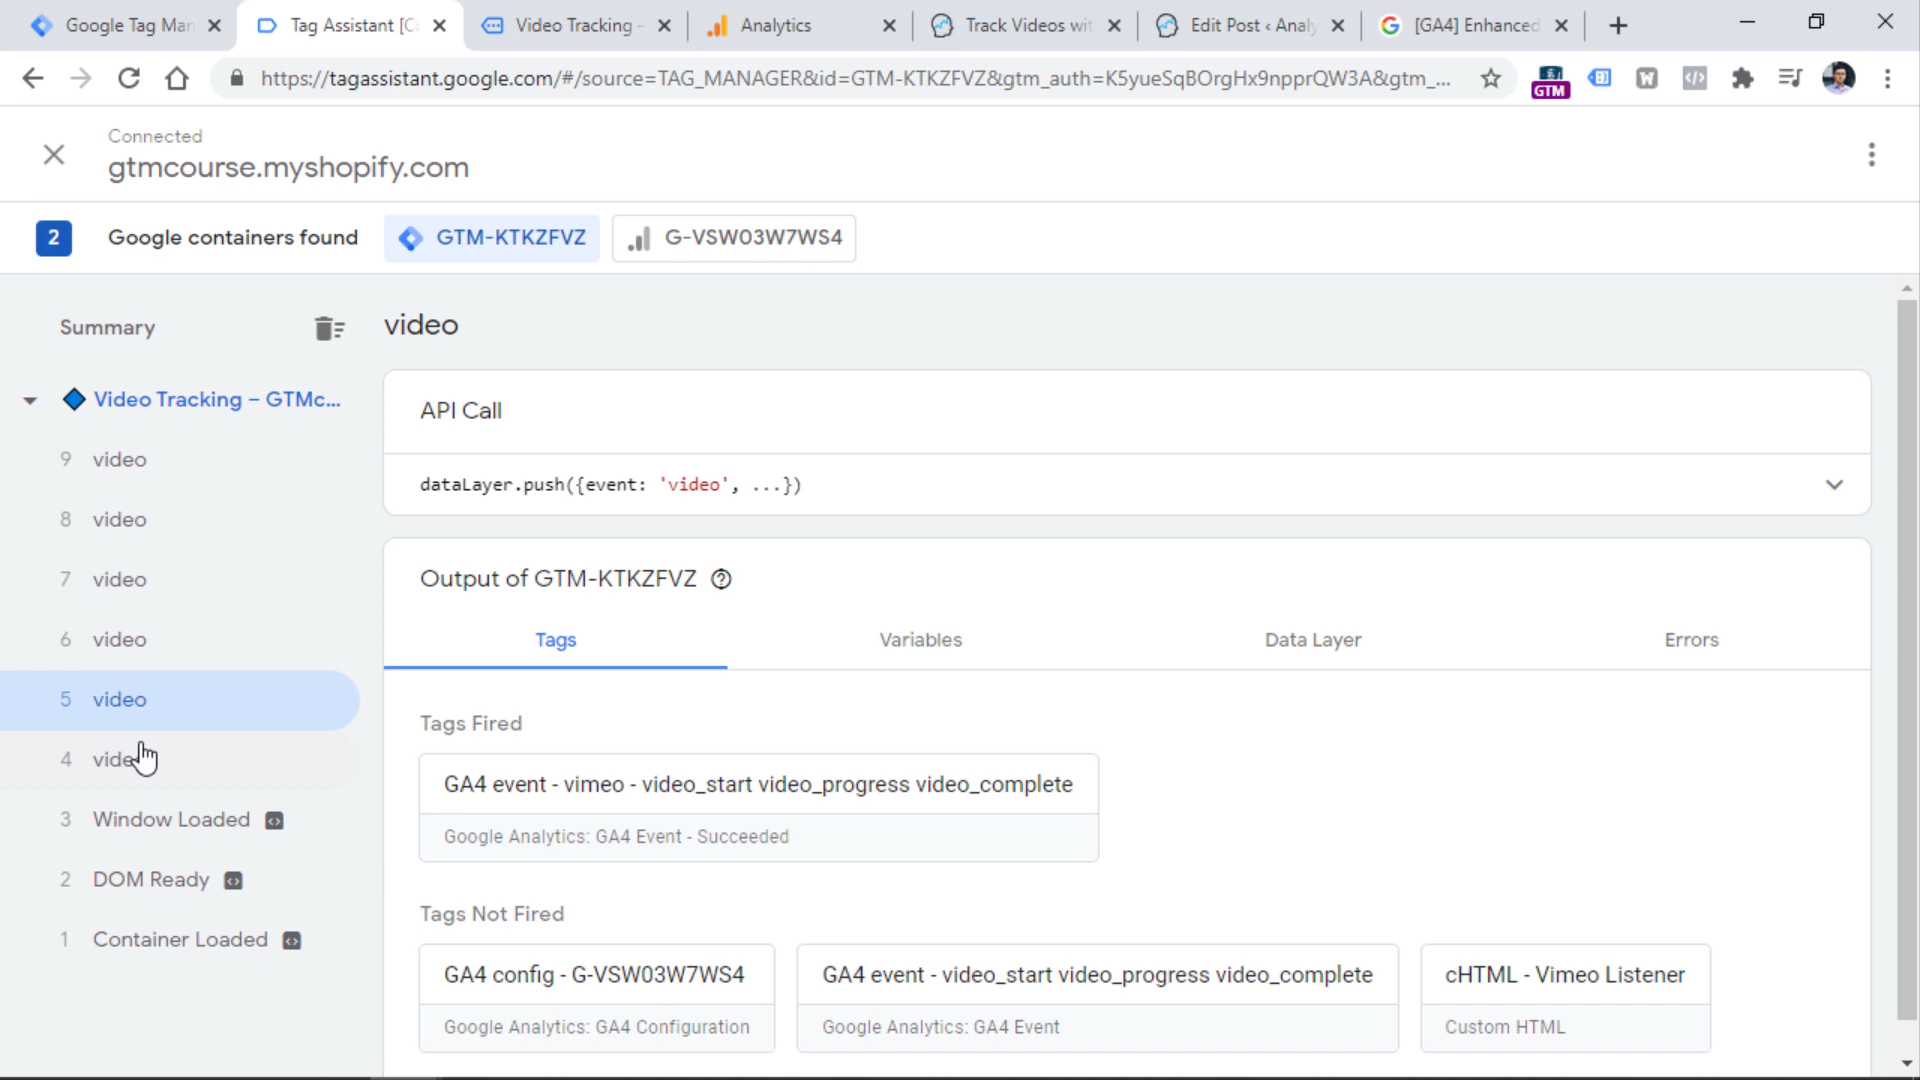 Google Tag Man
Tag Assistant [C
Video Tracking -
Analytics
Track Videos wit
Edit Post ‹ Analy
[GA4] Enhanced
https://tagassistant.google.com/#/source=TAG_MANAGER&id=GTM-KTKZFVZ&gtm_auth=K5yueSqBOrgHx9npprQW3A&gtm_...
GTM
W
Connected
gtmcourse.myshopify.com
2 Google containers found GTM-KTKZFVZ G-VSW03W7WS4
Summary
Video Tracking – GTMc...
9 video
8 video
7 video
6 video
5 video
4 vide
3 Window Loaded
2 DOM Ready
1 Container Loaded
video
API Call
dataLayer.push({event: 'video', ...})
Output of GTM-KTKZFVZ
Tags Variables Data Layer Errors
Tags Fired
GA4 event - vimeo - video_start video_progress video_complete
Google Analytics: GA4 Event - Succeeded
Tags Not Fired
GA4 config - G-VSW03W7WS4
Google Analytics: GA4 Configuration
GA4 event - video_start video_progress video_complete
Google Analytics: GA4 Event
cHTML - Vimeo Listener
Custom HTML